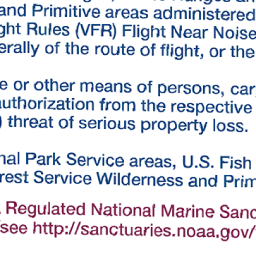 and Primitive areas administered
ght Rules (VFR) Flight Near Noise
erally of the route of flight, or the
e or other means of persons, car
authorization from the respective
) threat of serious property loss.
nal Park Service areas, U.S. Fish
rest Service Wilderness and Prim
Regulated National Marine Sanc
/see http://sanctuaries.noaa.gov/